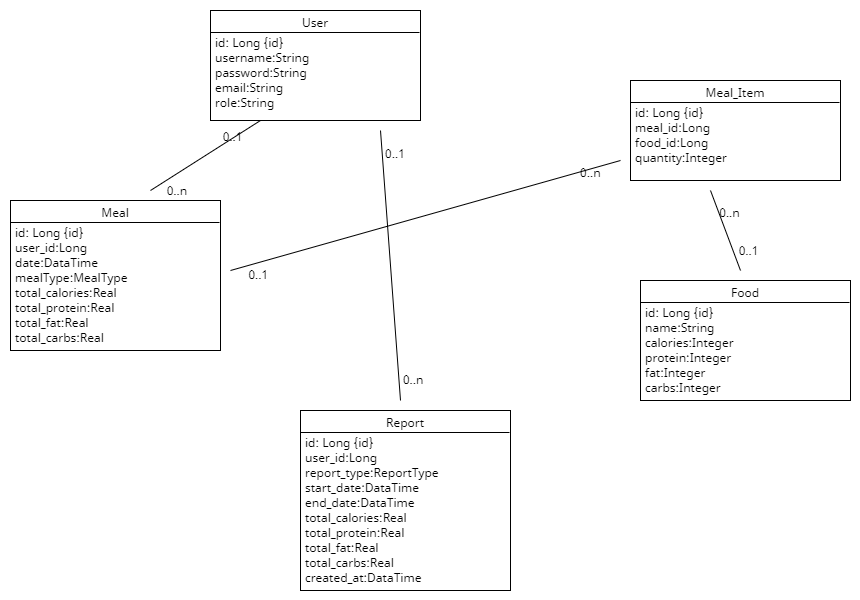 User
id: Long {id}
username:String
password:String
email:String
role:String
0..1
0..n
0..1
0..n
Meal_Item
id: Long {id}
meal_id:Long
food_id:Long
quantity:Integer
0..n
0..1
0..n
0..1
Meal
id: Long {id}
user_id:Long
date:DataTime
mealType:MealType
total_calories:Real
total_protein:Real
total_fat:Real
total_carbs:Real
Food
id: Long {id}
name:String
calories:Integer
protein:Integer
fat:Integer
carbs:Integer
Report
id: Long {id}
user_id:Long
report_type:ReportType
start_date:DataTime
end_date:DataTime
total_calories:Real
total_protein:Real
total_fat:Real
total_carbs:Real
created_at:DataTime